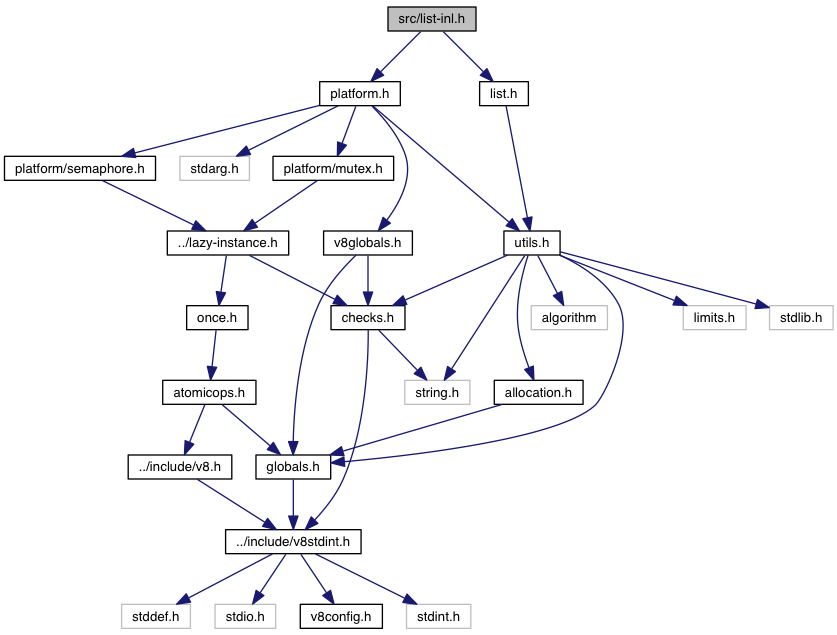 src/list-inl.h
platform.h
list.h
platform/semaphore.h
stdarg.h
platform/mutex.h
../lazy-instance.h
v8globals.h
utils.h
once.h
checks.h
algorithm
limits.h
stdlib.h
atomicops.h
string.h
allocation.h
../include/v8.h
globals.h
../include/v8stdint.h
stddef.h
stdio.h
v8config.h
stdint.h